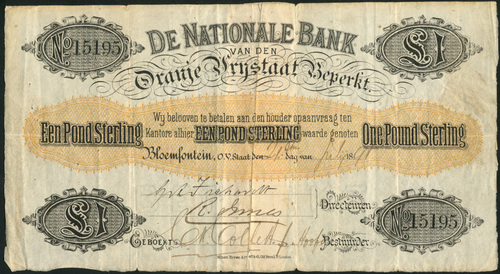 No 15195
DE NATIONALE BANK
£1
VAN DEN
Oranje Vrystaat Beperkt.
Wy belooven te betalen aan den houder op aanvraag ten
Een Pond Sterling
Kantore alhier EEN POND STERLING waarde genoten
One Pound Sterling
Bloemfontein, O.V. Staat den dag van 18
Directeuren
£1
No 15195
GEBOEKT
Bestuurder